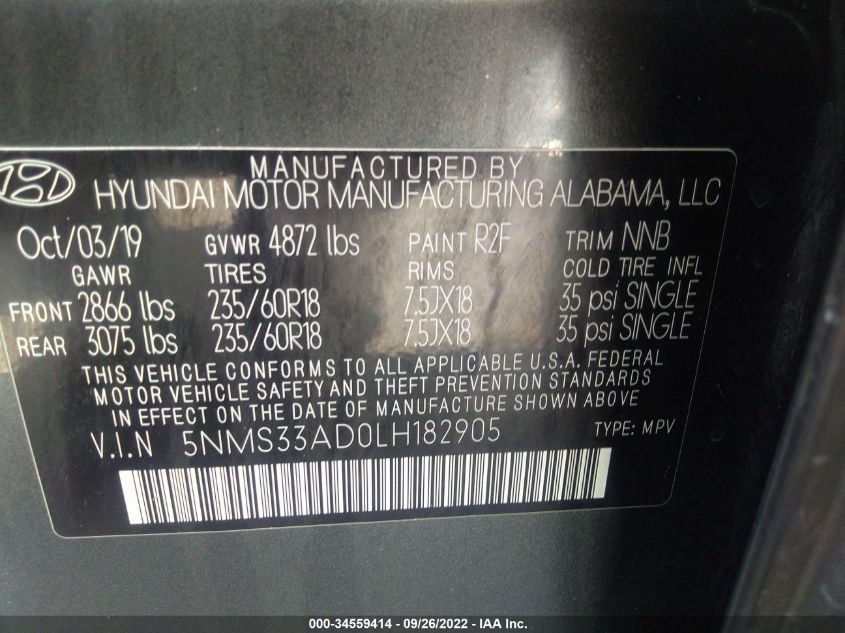 MANUFACTURED BY
HYUNDAI MOTOR MANUFACTURING ALABAMA, LLC
Oct/03/19 GVWR 4872 lbs PAINT R2F TRIM NNB
GAWR TIRES RIMS COLD TIRE INFL
FRONT 2866 lbs 235/60R18 7.5JX18 35 psi SINGLE
REAR 3075 lbs 235/60R18 7.5JX18 35 psi SINGLE
THIS VEHICLE CONFORMS TO ALL APPLICABLE U.S.A. FEDERAL
MOTOR VEHICLE SAFETY AND THEFT PREVENTION STANDARDS
IN EFFECT ON THE DATE OF MANUFACTURE SHOWN ABOVE
V.I.N 5NMS33AD0LH182905 TYPE: MPV
000-34559414 - 09/26/2022 - IAA Inc.